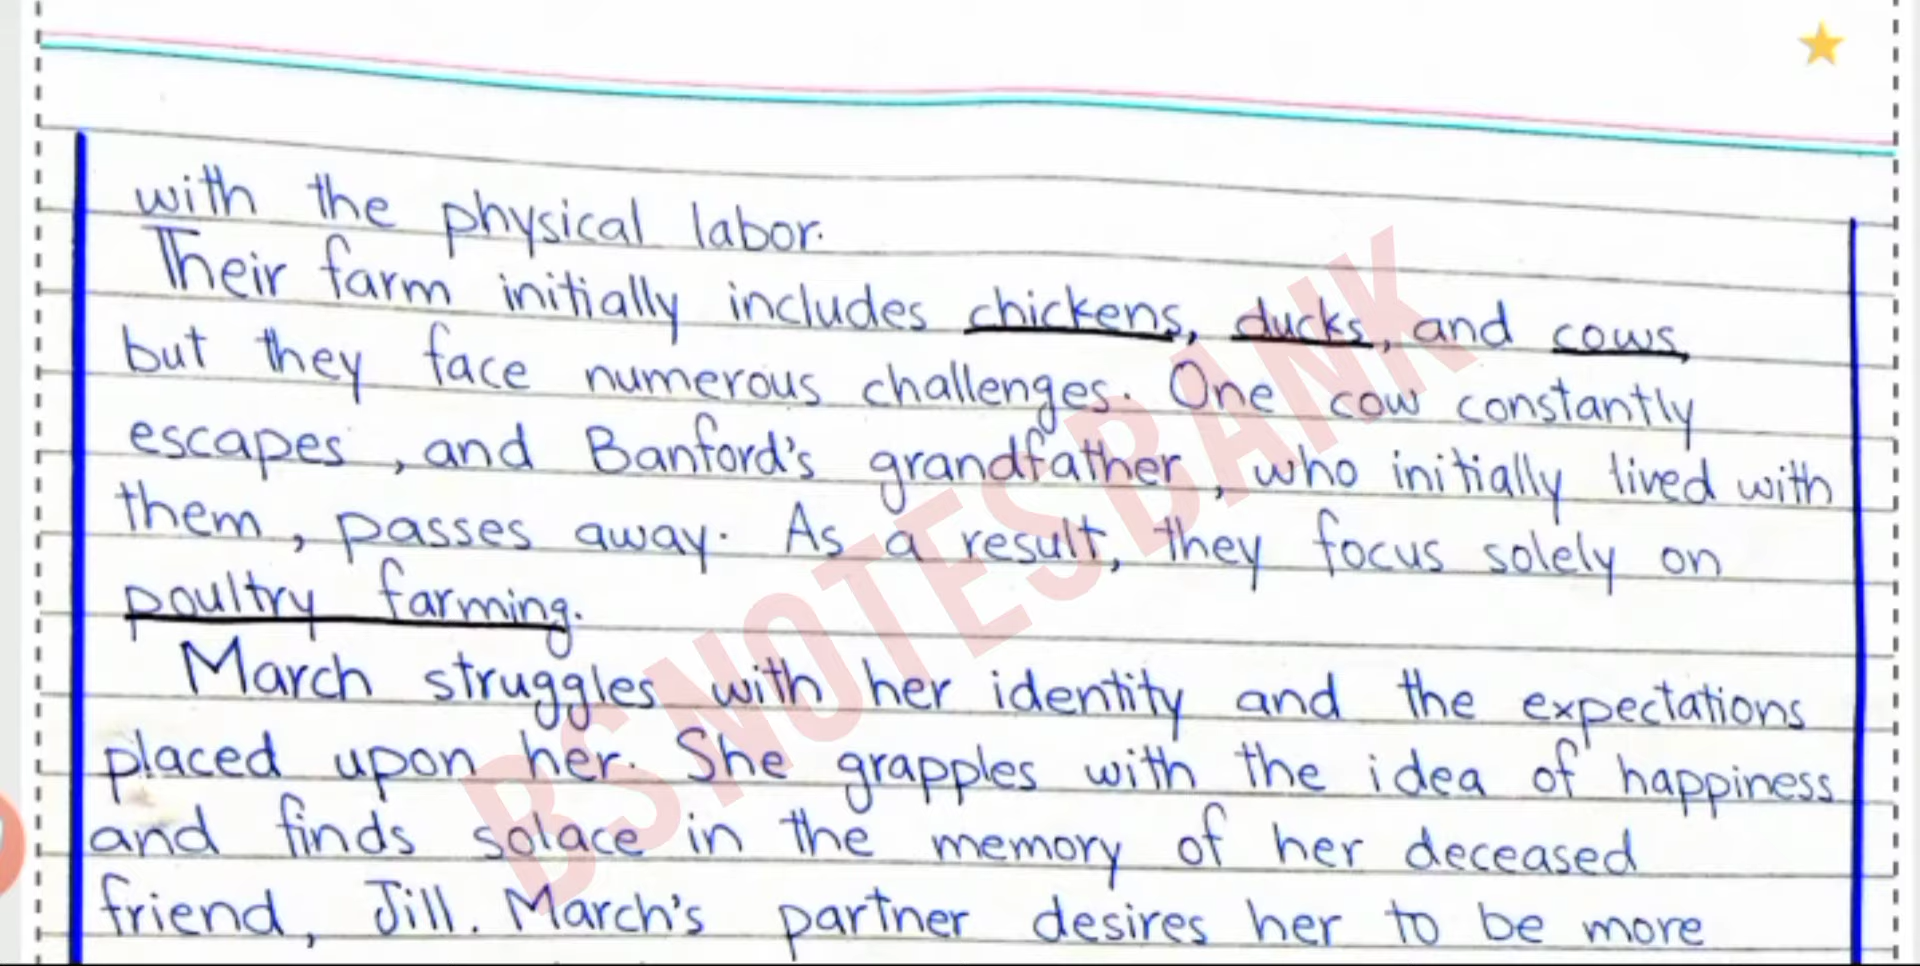 with the physical labor.
Their farm initially includes chickens, ducks, and cows,
but they face numerous challenges. One cow constantly
escapes, and Banford's grandfather, who initially lived with
them, passes away. As a result, they focus solely on
poultry farming.
March struggles with her identity and the expectations
placed upon her. She grapples with the idea of happiness
and finds solace in the memory of her deceased
friend, Jill. March's partner desires her to be more
BS NOTES BANK